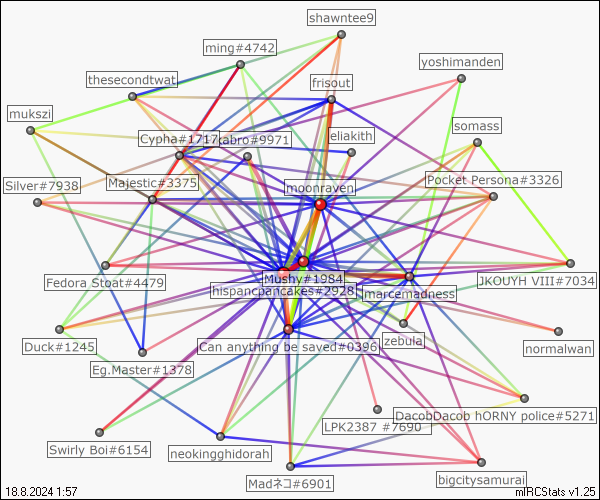 shawntee9
ming#4742
yoshimanden
thesecondtwat
frisout
mukszi
somass
Cypha#1717
abro#9971
eliakith
Majestic#3375
Pocket Persona#3326
Silver#7938
moonraven
Fedora Stoat#4479
Mushy#1984
JKOUYH VIII#7034
hispancpancakes#2928
marcemadness
Duck#1245
Can anything be saved#0396
zebula
normalwan
Eg.Master#1378
DacobDacob hORNY police#5271
LPK2387 #7690
Swirly Boi#6154
neokingghidorah
Madネコ#6901
bigcitysamurai
18.8.2024 1:57
mIRCStats v1.25